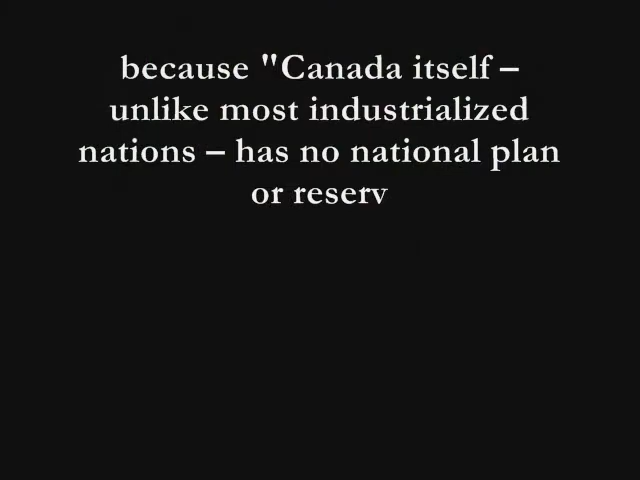 because "Canada itself –
unlike most industrialized
nations – has no national plan
or reserv